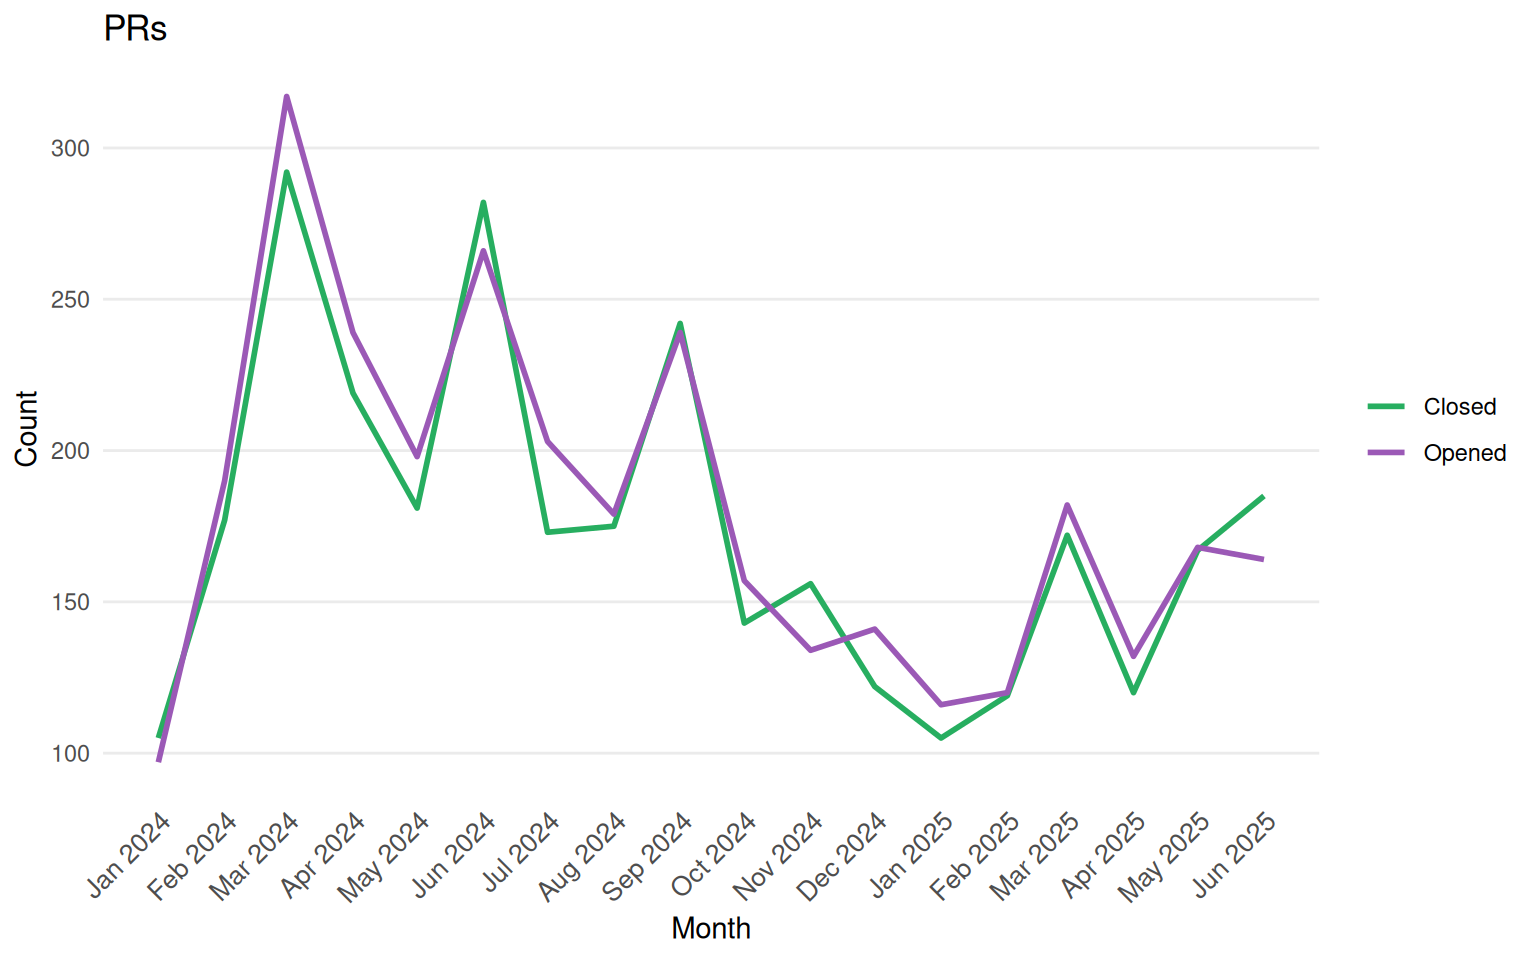 PRs
300
250
200
150
100
Count
Jan 2024
Feb 2024
Mar 2024
Apr 2024
May 2024
Jun 2024
Jul 2024
Aug 2024
Sep 2024
Oct 2024
Nov 2024
Dec 2024
Jan 2025
Feb 2025
Mar 2025
Apr 2025
May 2025
Jun 2025
Month
Closed
Opened